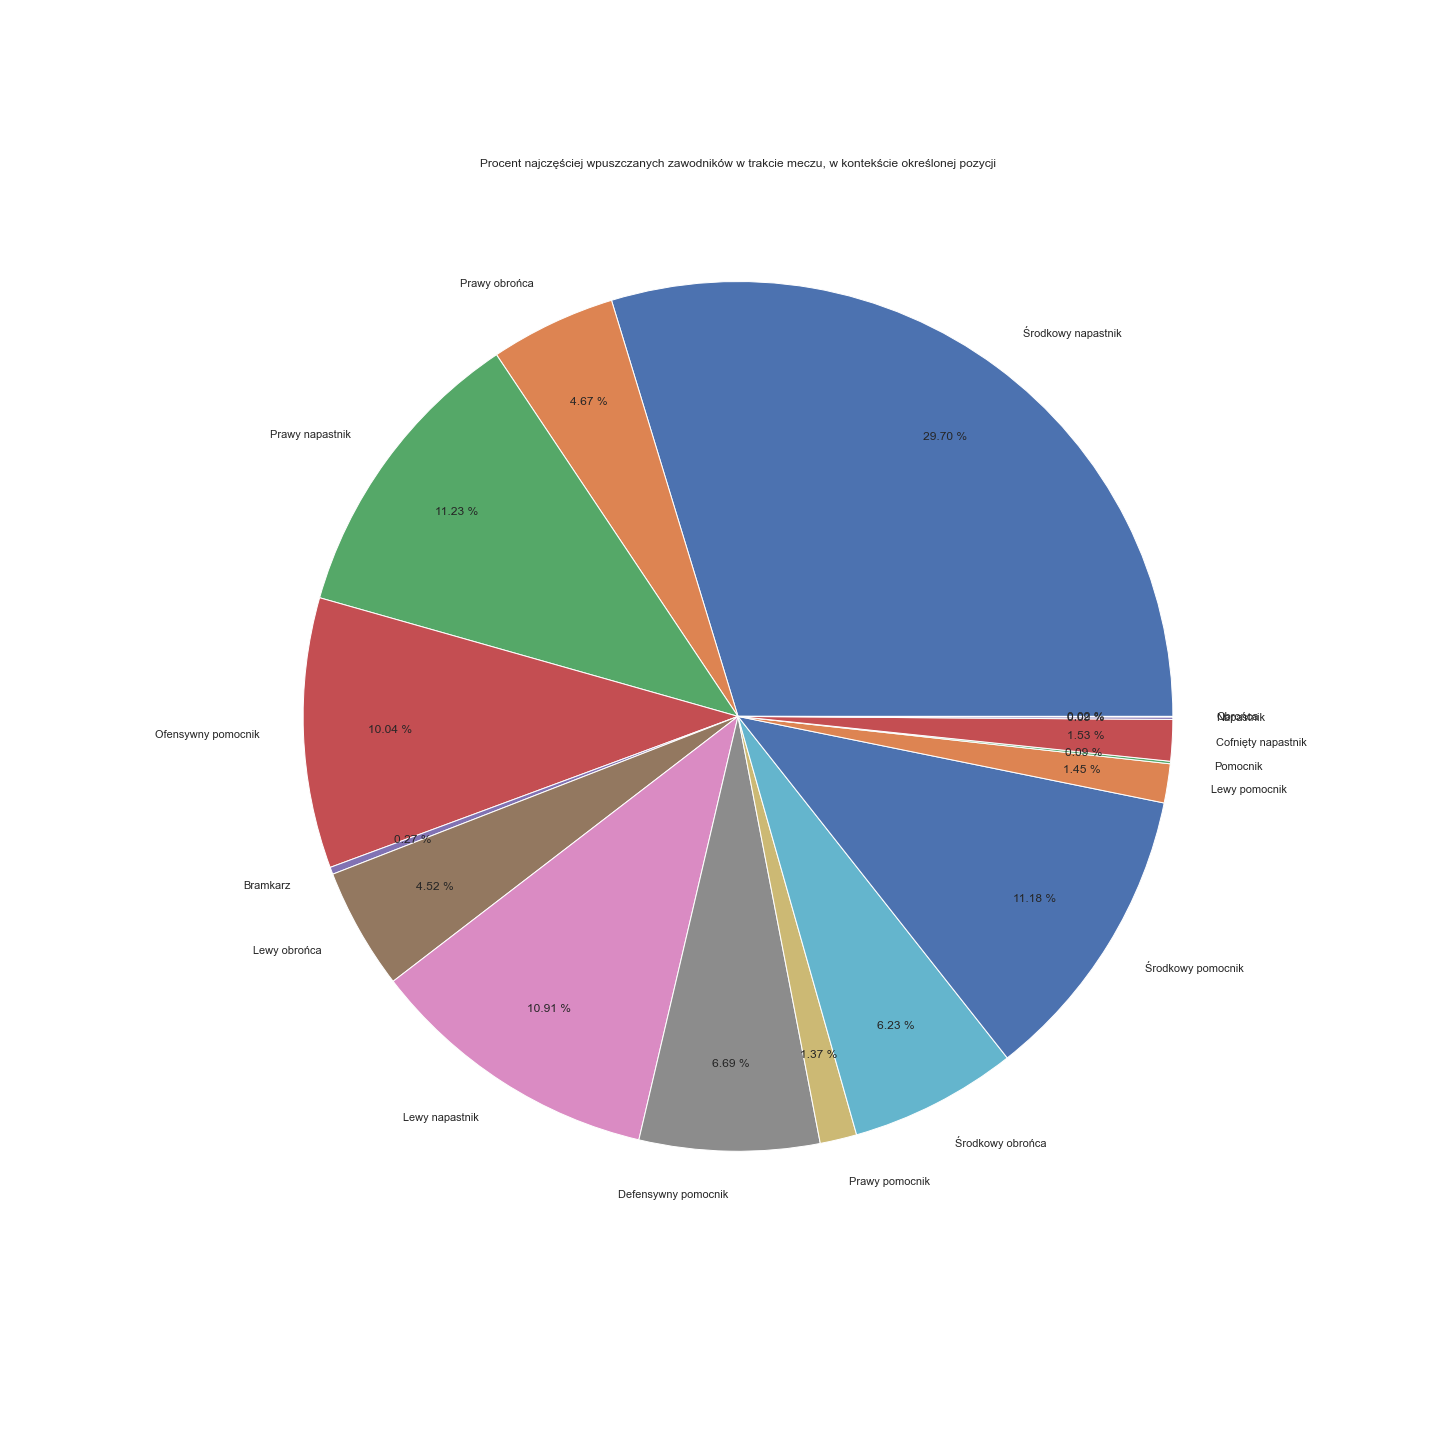 Procent najczęściej wpuszczanych zawodników w trakcie meczu, w kontekście określonej pozycji
Prawy obrońca
Środkowy napastnik
4.67 %
Prawy napastnik
29.70 %
11.23 %
Obrońca
Napastnik
Ofensywny pomocnik
10.04 %
1.53 %
Cofnięty napastnik
0.09 %
Pomocnik
1.45 %
Lewy pomocnik
0.27 %
Bramkarz
4.52 %
11.18 %
Lewy obrońca
Środkowy pomocnik
10.91 %
6.23 %
1.37 %
6.69 %
Lewy napastnik
Środkowy obrońca
Prawy pomocnik
Defensywny pomocnik